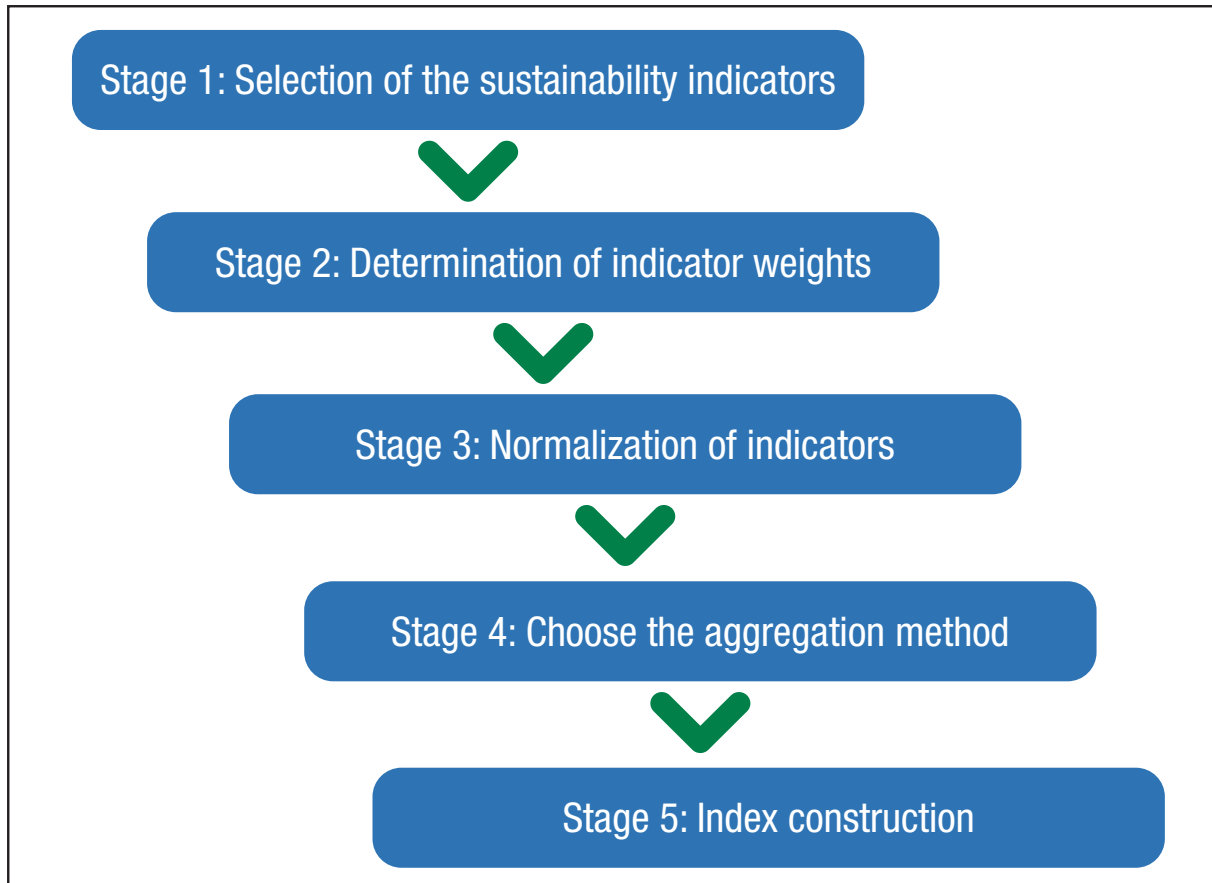 Stage 1: Selection of the sustainability indicators
Stage 2: Determination of indicator weights
Stage 3: Normalization of indicators
Stage 4: Choose the aggregation method
Stage 5: Index construction